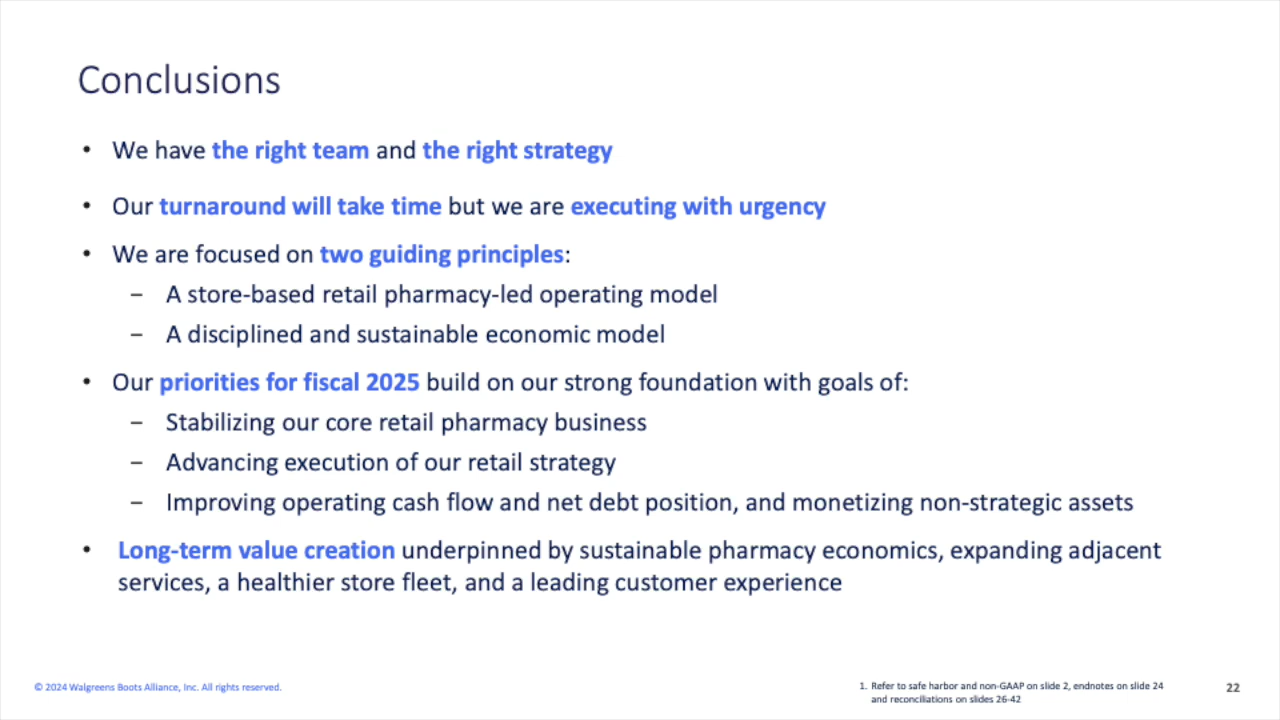 Conclusions
• We have the right team and the right strategy
• Our turnaround will take time but we are executing with urgency
• We are focused on two guiding principles:
− A store-based retail pharmacy-led operating model
− A disciplined and sustainable economic model
• Our priorities for fiscal 2025 build on our strong foundation with goals of:
− Stabilizing our core retail pharmacy business
− Advancing execution of our retail strategy
− Improving operating cash flow and net debt position, and monetizing non-strategic assets
• Long-term value creation underpinned by sustainable pharmacy economics, expanding adjacent
services, a healthier store fleet, and a leading customer experience
© 2024 Walgreens Boots Alliance, Inc. All rights reserved.
1. Refer to safe harbor and non-GAAP on slide 2, endnotes on slide 24
and reconciliations on slides 26-42
22